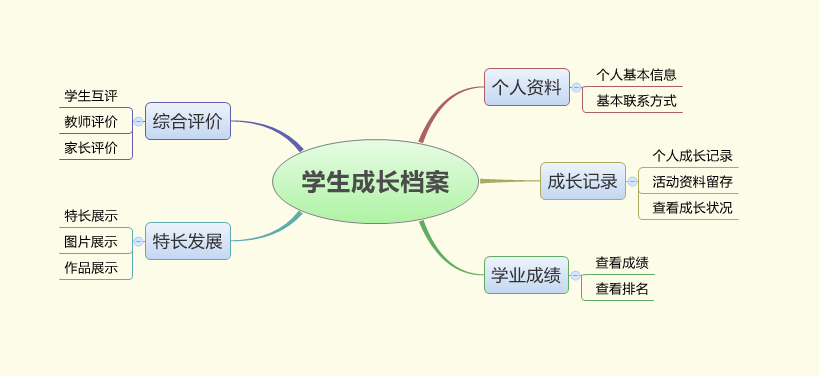 学生成长档案
个人资料
个人基本信息
基本联系方式
成长记录
个人成长记录
活动资料留存
查看成长状况
学业成绩
查看成绩
查看排名
综合评价
学生互评
教师评价
家长评价
特长发展
特长展示
图片展示
作品展示